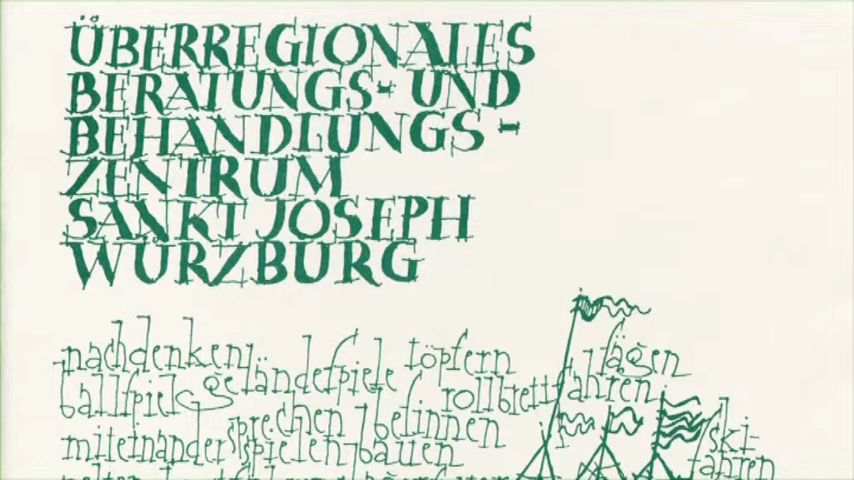 ÜBERREGIONALES
BERATUNGS- UND
BEHANDLUNGS-
ZENTRUM
SANKT JOSEPH
WÜRZBURG
nachdenken töpfern sägen
ballspiele geländespiele rollbrettfahren
sprechen besinnen
miteinander spielen bauen ski-
fahren